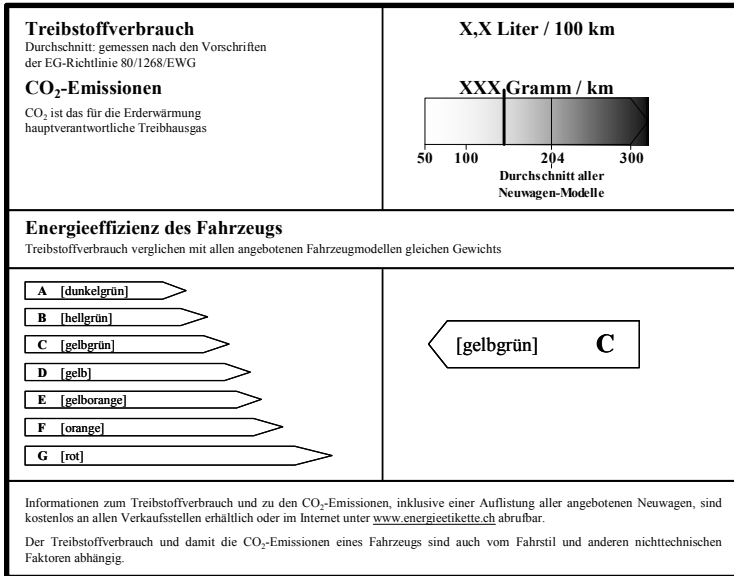 Treibstoffverbrauch
Durchschnitt: gemessen nach den Vorschriften
der EG-Richtlinie 80/1268/EWG
X,X Liter / 100 km
CO₂-Emissionen
CO₂ ist das für die Erderwärmung
hauptverantwortliche Treibhausgas
XXX Gramm / km
50 100 204 300
Durchschnitt aller
Neuwagen-Modelle
Energieeffizienz des Fahrzeugs
Treibstoffverbrauch verglichen mit allen angebotenen Fahrzeugmodellen gleichen Gewichts
A [dunkelgrün]
B [hellgrün]
C [gelbgrün]
D [gelb]
E [gelborange]
F [orange]
G [rot]
[gelbgrün] C
Informationen zum Treibstoffverbrauch und zu den CO₂-Emissionen, inklusive einer Auflistung aller angebotenen Neuwagen, sind
kostenlos an allen Verkaufsstellen erhältlich oder im Internet unter www.energieetikette.ch abrufbar.
Der Treibstoffverbrauch und damit die CO₂-Emissionen eines Fahrzeugs sind auch vom Fahrstil und anderen nichttechnischen
Faktoren abhängig.